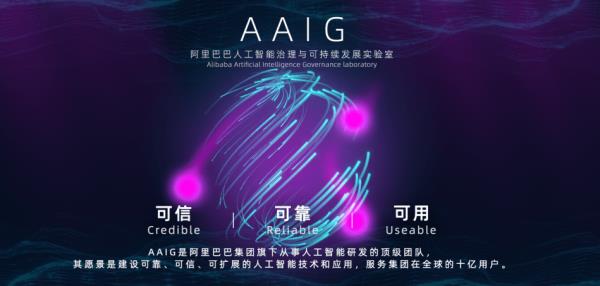 AAIG
阿里巴巴人工智能治理与可持续发展实验室
Alibaba Artificial Intelligence Governance laboratory
可信 | 可靠 | 可用
Credible Reliable Useable
AAIG是阿里巴巴集团旗下从事人工智能研发的顶级团队，
其愿景是建设可靠、可信、可扩展的人工智能技术和应用，服务集团在全球的十亿用户。